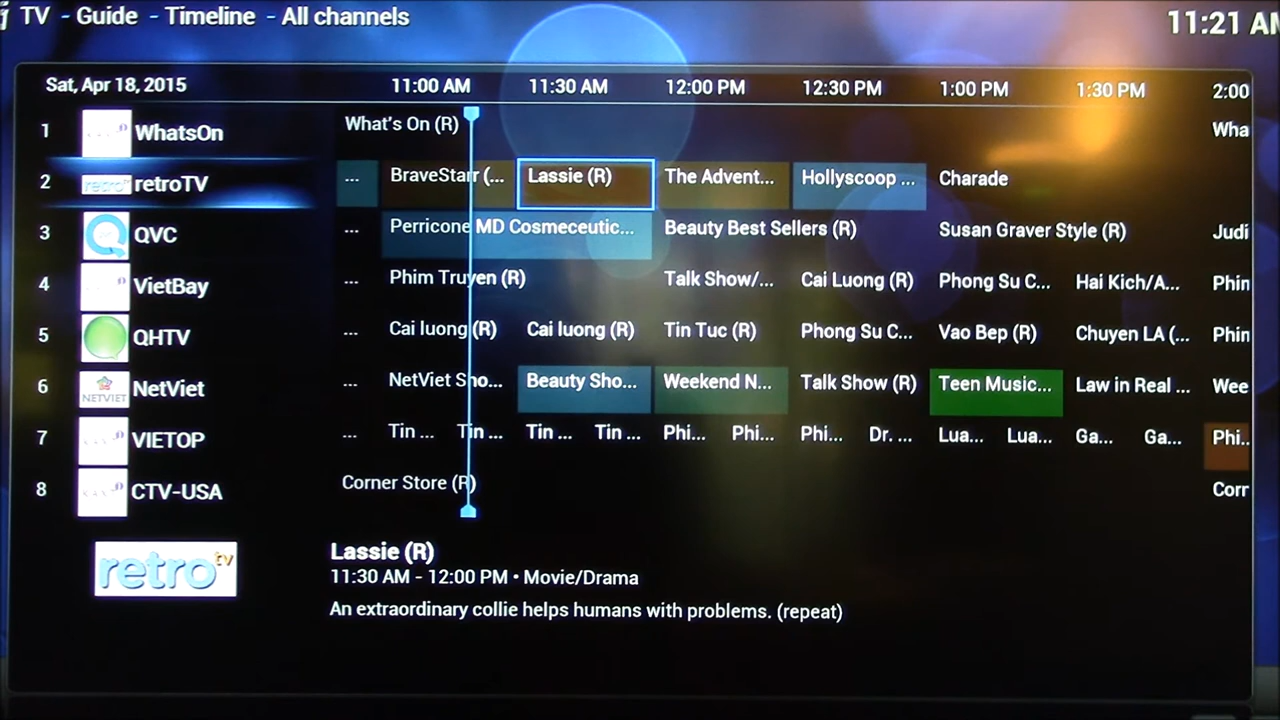 TV - Guide - Timeline - All channels
11:21 AM
Sat, Apr 18, 2015 11:00 AM 11:30 AM 12:00 PM 12:30 PM 1:00 PM 1:30 PM 2:00
1 WhatsOn What's On (R) Wha
2 retroTV ... BraveStarr (... Lassie (R) The Advent... Hollyscoop ... Charade
3 QVC ... Perricone MD Cosmeceutic... Beauty Best Sellers (R) Susan Graver Style (R) Judi
4 VietBay ... Phim Truyen (R) Talk Show/... Cai Luong (R) Phong Su C... Hai Kich/A... Phin
5 QHTV ... Cai luong (R) Cai luong (R) Tin Tuc (R) Phong Su C... Vao Bep (R) Chuyen LA (... Phin
6 NETVIET NetViet ... NetViet Sho... Beauty Sho... Weekend N... Talk Show (R) Teen Music... Law in Real ... Wee
7 VIETOP ... Tin ... Tin ... Tin ... Tin ... Phi... Phi... Phi... Dr. ... Lua... Lua... Ga... Ga... Phi..
8 CTV-USA Corner Store (R) Corr
retro tv
Lassie (R)
11:30 AM - 12:00 PM • Movie/Drama
An extraordinary collie helps humans with problems. (repeat)